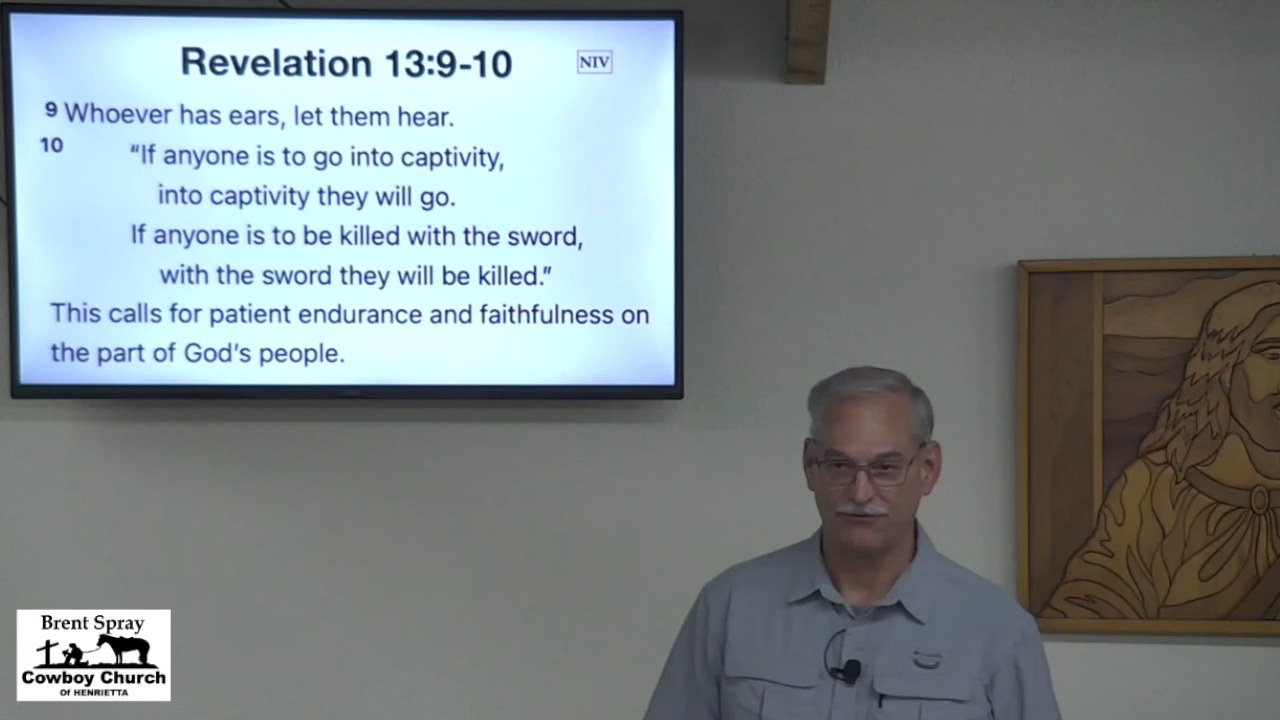 Revelation 13:9-10
NIV
9 Whoever has ears, let them hear.
10 “If anyone is to go into captivity,
into captivity they will go.
If anyone is to be killed with the sword,
with the sword they will be killed.”
This calls for patient endurance and faithfulness on
the part of God’s people.
Brent Spray
Cowboy Church
OF HENRIETTA